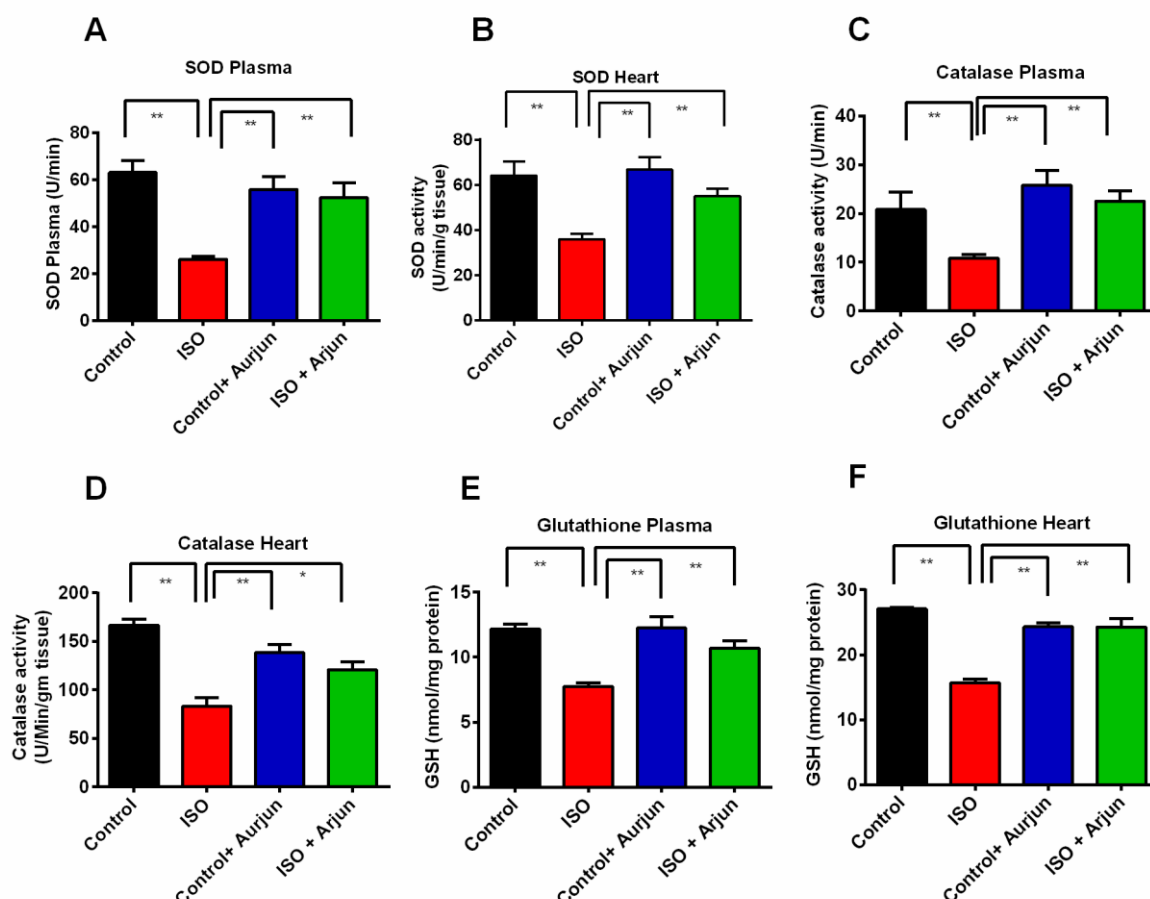 A
SOD Plasma
** ** **
SOD Plasma (U/min)
80
60
40
20
0
Control
ISO
Control+ Aurjun
ISO + Arjun
B
SOD Heart
** ** **
SOD activity
(U/min/g tissue)
80
60
40
20
0
Control
ISO
Control+ Aurjun
ISO + Arjun
C
Catalase Plasma
** ** **
Catalase activity (U/min)
40
30
20
10
0
Control
ISO
Control+ Aurjun
ISO + Arjun
D
Catalase Heart
** ** *
Catalase activity
(U/Min/gm tissue)
200
150
100
50
0
Control
ISO
Control+ Aurjun
ISO + Arjun
E
Glutathione Plasma
** ** **
GSH (nmol/mg protein)
15
10
5
0
Control
ISO
Control+ Aurjun
ISO + Arjun
F
Glutathione Heart
** ** **
GSH (nmol/mg protein)
30
20
10
0
Control
ISO
Control+ Aurjun
ISO + Arjun